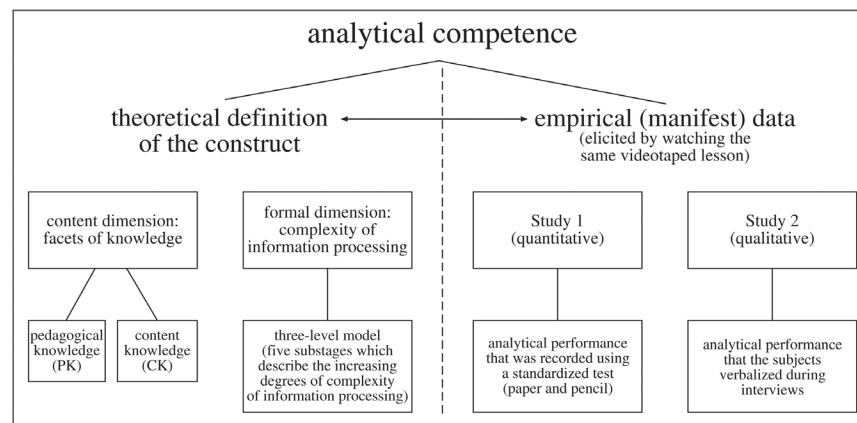 analytical competence
theoretical definition
of the construct
empirical (manifest) data
(elicited by watching the
same videotaped lesson)
content dimension:
facets of knowledge
formal dimension:
complexity of
information processing
Study 1
(quantitative)
Study 2
(qualitative)
pedagogical
knowledge
(PK)
content
knowledge
(CK)
three-level model
(five substages which
describe the increasing
degrees of complexity
of information processing)
analytical performance
that was recorded using
a standardized test
(paper and pencil)
analytical performance
that the subjects
verbalized during
interviews